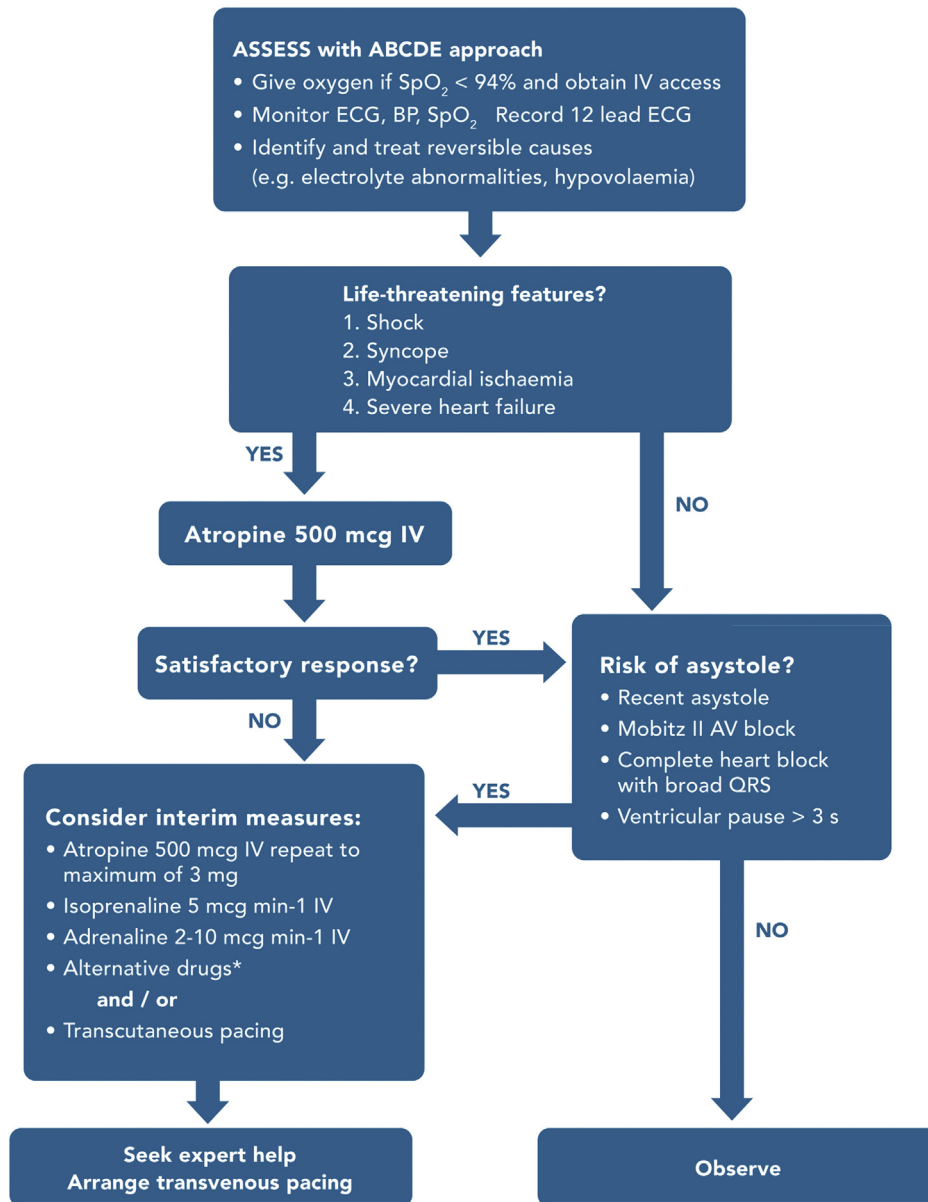 ASSESS with ABCDE approach
• Give oxygen if SpO₂ < 94% and obtain IV access
• Monitor ECG, BP, SpO₂ Record 12 lead ECG
• Identify and treat reversible causes
(e.g. electrolyte abnormalities, hypovolaemia)
Life-threatening features?
1. Shock
2. Syncope
3. Myocardial ischaemia
4. Severe heart failure
YES
NO
Atropine 500 mcg IV
Satisfactory response?
YES
NO
Risk of asystole?
• Recent asystole
• Mobitz II AV block
• Complete heart block
with broad QRS
• Ventricular pause > 3 s
YES
NO
Consider interim measures:
• Atropine 500 mcg IV repeat to
maximum of 3 mg
• Isoprenaline 5 mcg min-1 IV
• Adrenaline 2-10 mcg min-1 IV
• Alternative drugs*
and / or
• Transcutaneous pacing
Seek expert help
Arrange transvenous pacing
Observe